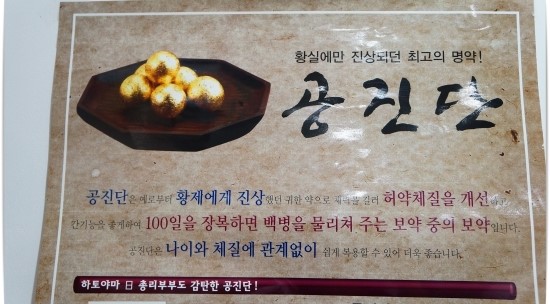 황실에만 진상되던 최고의 명약!
공진단
공진단은 예로부터 황제에게 진상했던 귀한 약으로 체력을 길러 허약체질을 개선하고
간기능을 좋게하여 100일을 장복하면 백병을 물리쳐 주는 보약 중의 보약입니다.
공진단은 나이와 체질에 관계없이 쉽게 복용할 수 있어 더욱 좋습니다.
하토야마 日 총리부부도 감탄한 공진단!